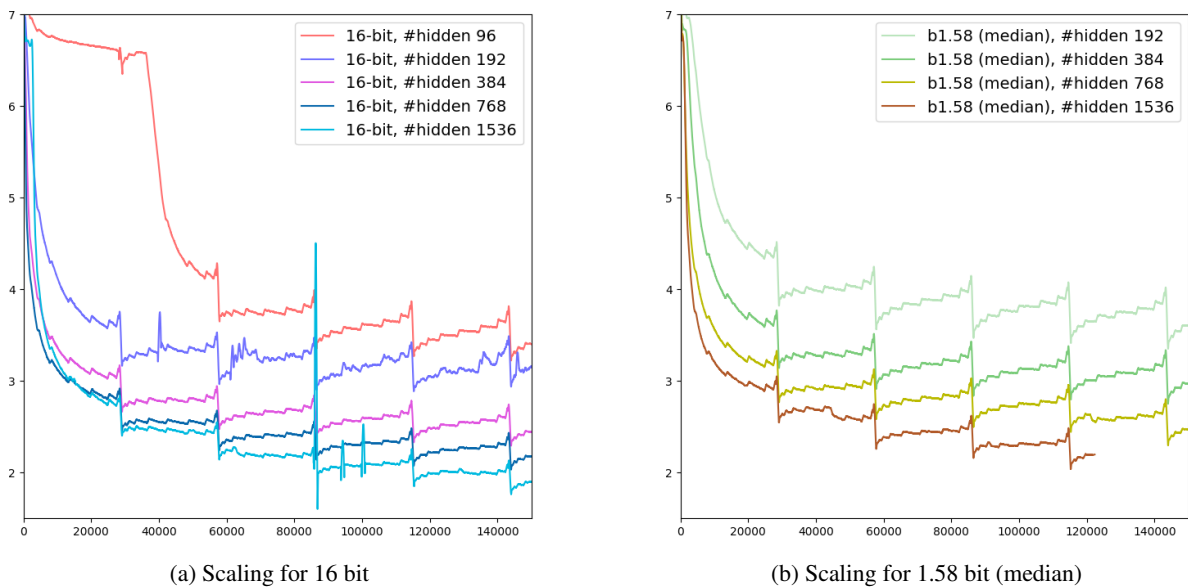 7
6
5
4
3
2
0 20000 40000 60000 80000 100000 120000 140000
16-bit, #hidden 96
16-bit, #hidden 192
16-bit, #hidden 384
16-bit, #hidden 768
16-bit, #hidden 1536
(a) Scaling for 16 bit
7
6
5
4
3
2
0 20000 40000 60000 80000 100000 120000 140000
b1.58 (median), #hidden 192
b1.58 (median), #hidden 384
b1.58 (median), #hidden 768
b1.58 (median), #hidden 1536
(b) Scaling for 1.58 bit (median)